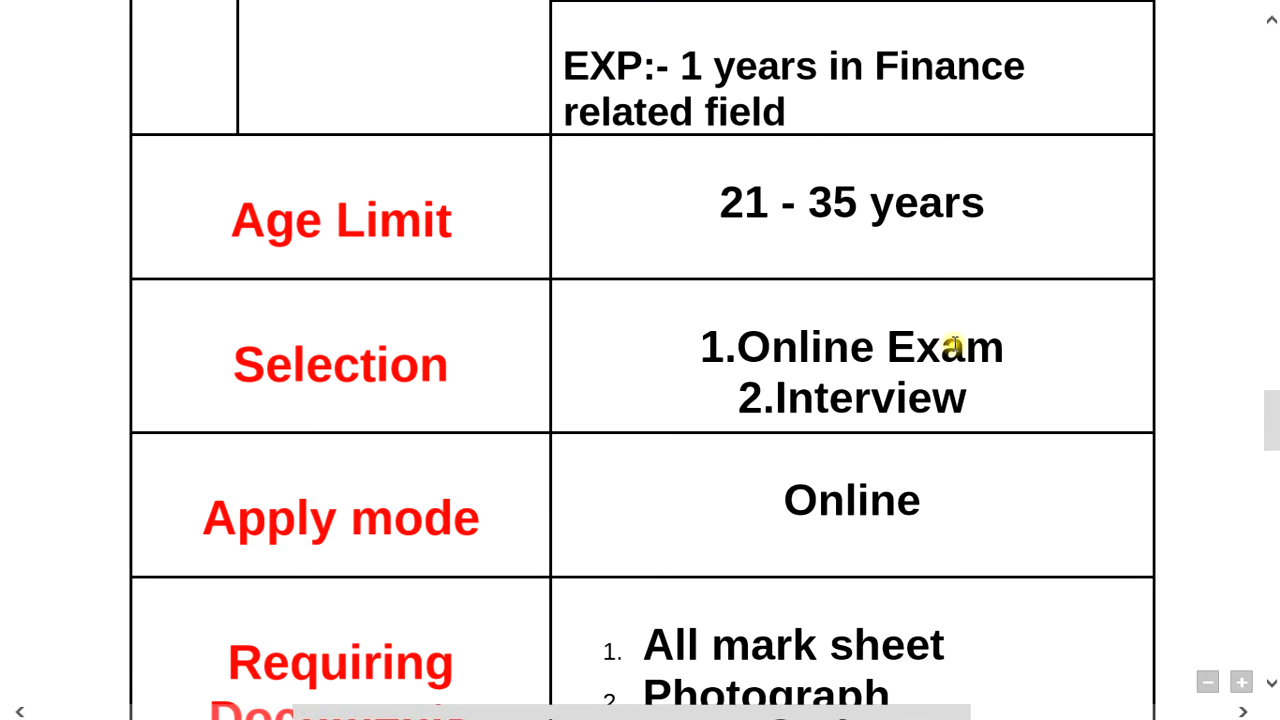 EXP:- 1 years in Finance
related field
Age Limit
21 - 35 years
Selection
1.Online Exam
2.Interview
Apply mode
Online
Requiring
1. All mark sheet
2. Photograph